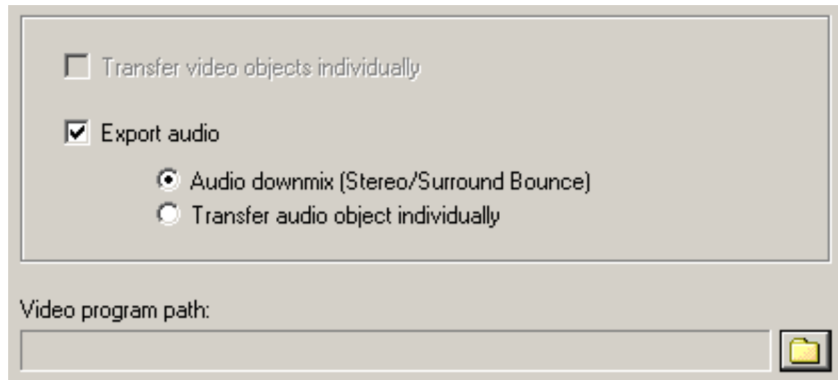 Transfer video objects individually
Export audio
Audio downmix (Stereo/Surround Bounce)
Transfer audio object individually
Video program path: